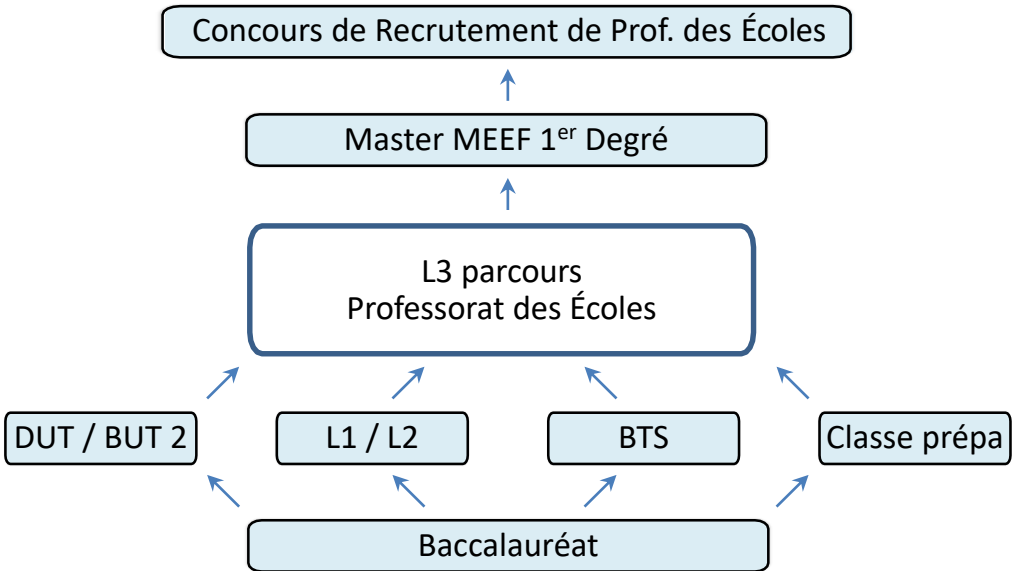 Concours de Recrutement de Prof. des Écoles
Master MEEF 1er Degré
L3 parcours
Professorat des Écoles
DUT / BUT 2
L1 / L2
BTS
Classe prépa
Baccalauréat